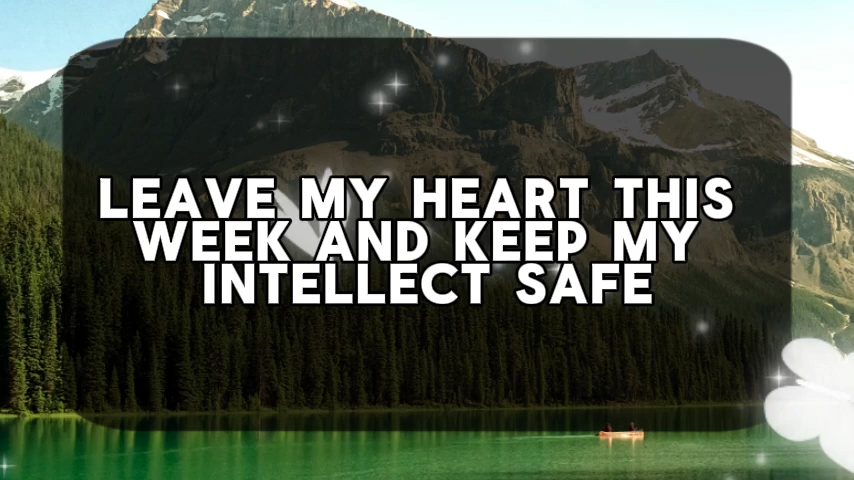 LEAVE MY HEART THIS
WEEK AND KEEP MY
INTELLECT SAFE